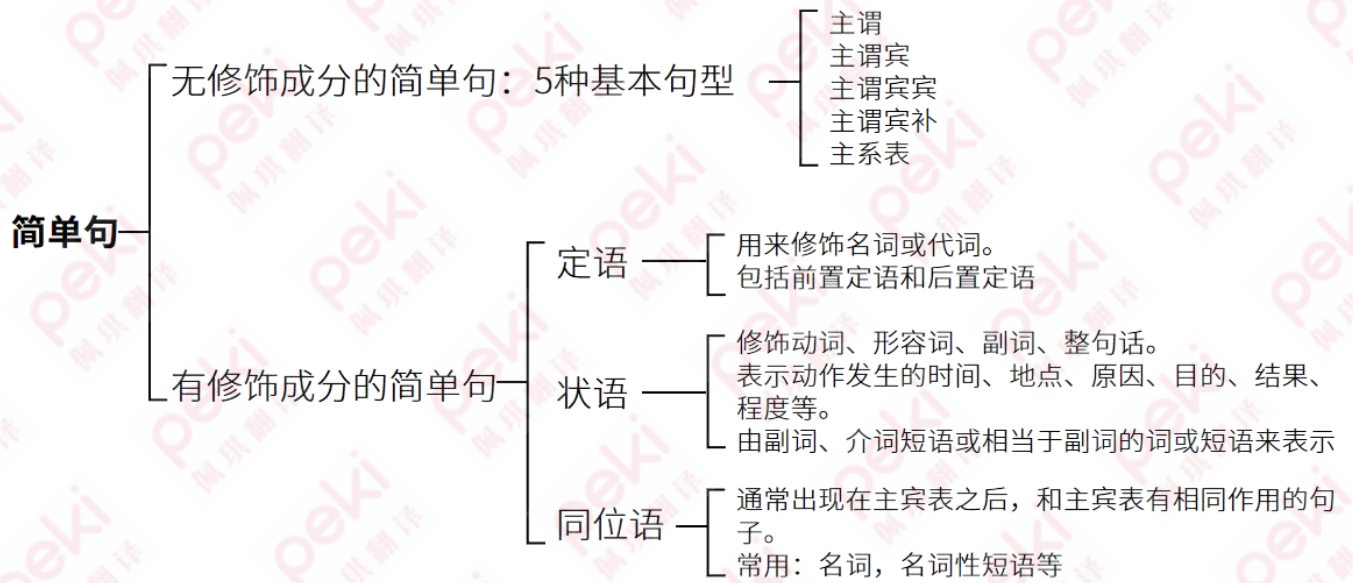 主谓
主谓宾
无修饰成分的简单句：5种基本句型
主谓宾宾
主谓宾补
主系表
简单句
定语
用来修饰名词或代词。
包括前置定语和后置定语
有修饰成分的简单句
状语
修饰动词、形容词、副词、整句话。
表示动作发生的时间、地点、原因、目的、结果、
程度等。
由副词、介词短语或相当于副词的词或短语来表示
同位语
通常出现在主宾表之后，和主宾表有相同作用的句
子。
常用：名词，名词性短语等
peki
佩琪翻译